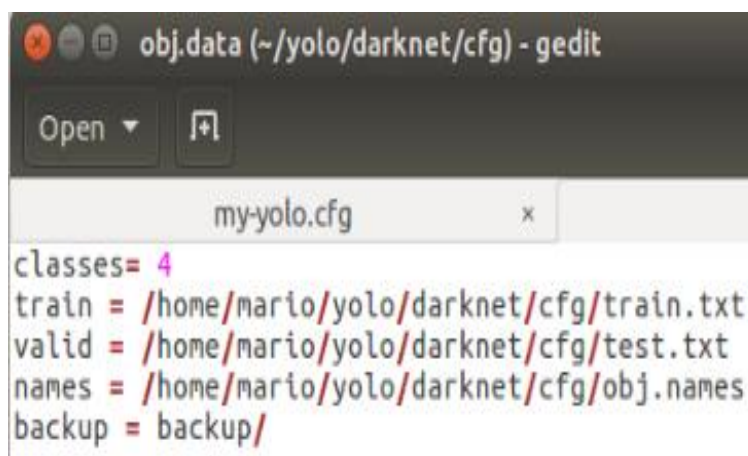 obj.data (~/yolo/darknet/cfg) - gedit
Open
my-yolo.cfg ×
classes= 4
train = /home/mario/yolo/darknet/cfg/train.txt
valid = /home/mario/yolo/darknet/cfg/test.txt
names = /home/mario/yolo/darknet/cfg/obj.names
backup = backup/